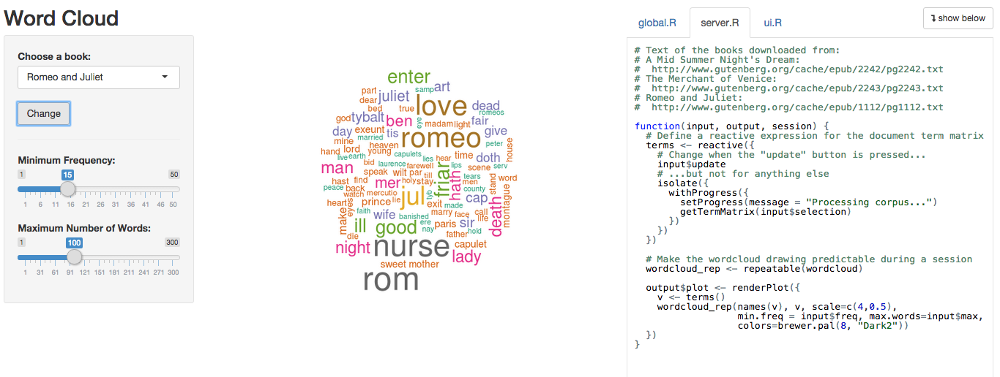 Word Cloud
Choose a book:
Romeo and Juliet
Change
Minimum Frequency:
1 15 50
1 6 11 16 21 26 31 36 41 46 50
Maximum Number of Words:
1 100 300
1 31 61 91 121 151 181 211 241 271 300
enter
samp art
part juliet love dead
dear
bed true romeos
god tybalt ben eye madam light fair
day exeunt tis romeo give
married
mine heaven peter
hand lord young capulets time doth house
live earth lies hear
man bid laurence farewell friar lips scene serv
speak wilt par till hath tears word
hast find mer holy stay men stand
peace back county
watch mercutio jul tyb cap montague
heart eyes prince lie exit made death
faith wife banished marry face call
make ill good ere paris sir life
nay hold
die father
night nurse capulet
lady
sweet mother
rom
global.R server.R ui.R show below
# Text of the books downloaded from:
# A Mid Summer Night's Dream:
#  http://www.gutenberg.org/cache/epub/2242/pg2242.txt
# The Merchant of Venice:
#  http://www.gutenberg.org/cache/epub/2243/pg2243.txt
# Romeo and Juliet:
#  http://www.gutenberg.org/cache/epub/1112/pg1112.txt
function(input, output, session) {
  # Define a reactive expression for the document term matrix
  terms <- reactive({
    # Change when the "update" button is pressed...
    input$update
    # ...but not for anything else
    isolate({
      withProgress({
        setProgress(message = "Processing corpus...")
        getTermMatrix(input$selection)
      })
    })
  })
  # Make the wordcloud drawing predictable during a session
  wordcloud_rep <- repeatable(wordcloud)
  output$plot <- renderPlot({
    v <- terms()
    wordcloud_rep(names(v), v, scale=c(4,0.5),
                  min.freq = input$freq, max.words=input$max,
                  colors=brewer.pal(8, "Dark2"))
  })
}